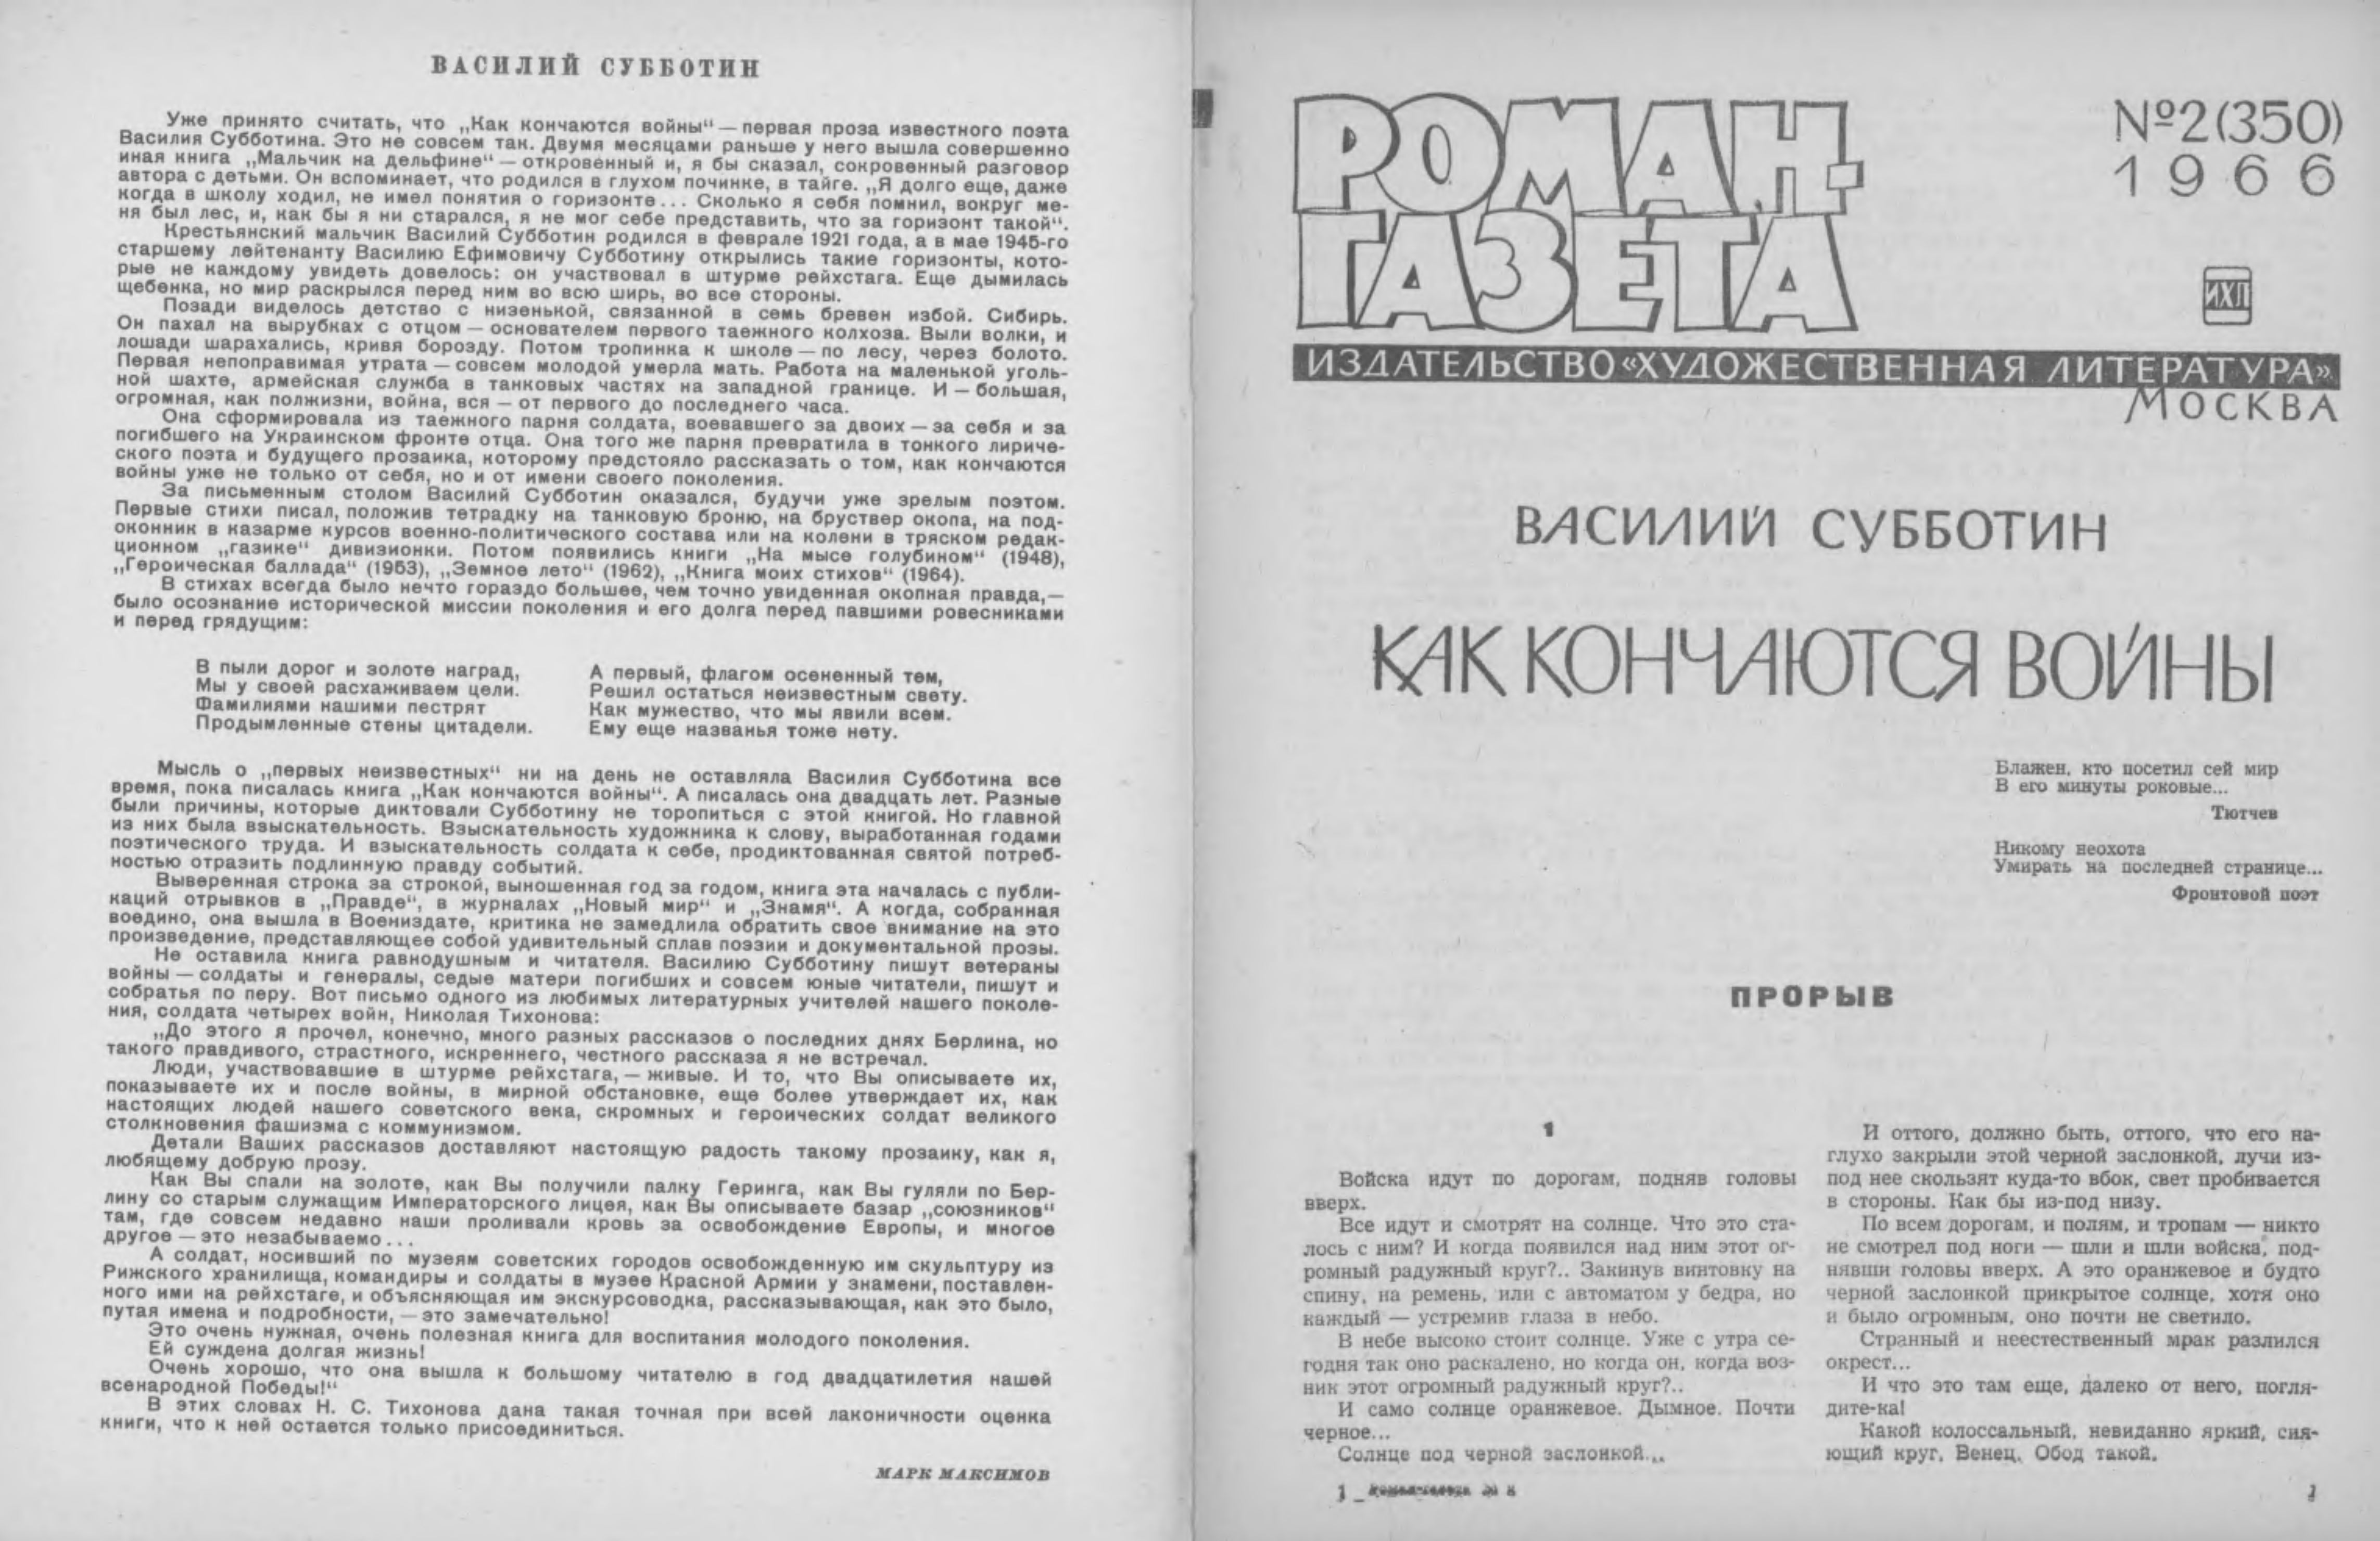 ВАСИЛИЙ СУББОТИН
Уже принято считать, что „Как кончаются войны“ — первая проза известного поэта
Василия Субботина. Это не совсем так. Двумя месяцами раньше у него вышла совершенно
иная книга „Мальчик на дельфине“ — откровенный и, я бы сказал, сокровенный разговор
автора с детьми. Он вспоминает, что родился в глухом починке, в тайге. „Я долго еще, даже
когда в школу ходил, не имел понятия о горизонте... Сколько я себя помнил, вокруг ме-
ня был лес, и, как бы я ни старался, я не мог себе представить, что за горизонт такой“.
Крестьянский мальчик Василий Субботин родился в феврале 1921 года, а в мае 1945-го
старшему лейтенанту Василию Ефимовичу Субботину открылись такие горизонты, кото-
рые не каждому увидеть довелось: он участвовал в штурме рейхстага. Еще дымилась
щебенка, но мир раскрылся перед ним во всю ширь, во все стороны.
Позади виделось детство с низенькой, связанной в семь бревен избой. Сибирь.
Он пахал на вырубках с отцом — основателем первого таежного колхоза. Выли волки, и
лошади шарахались, кривя борозду. Потом тропинка к школе — по лесу, через болото.
Первая непоправимая утрата — совсем молодой умерла мать. Работа на маленькой уголь-
ной шахте, армейская служба в танковых частях на западной границе. И — большая,
огромная, как полжизни, война, вся — от первого до последнего часа.
Она сформировала из таежного парня солдата, воевавшего за двоих — за себя и за
погибшего на Украинском фронте отца. Она того же парня превратила в тонкого лириче-
ского поэта и будущего прозаика, которому предстояло рассказать о том, как кончаются
войны уже не только от себя, но и от имени своего поколения.
За письменным столом Василий Субботин оказался, будучи уже зрелым поэтом.
Первые стихи писал, положив тетрадку на танковую броню, на бруствер окопа, на под-
оконник в казарме курсов военно-политического состава или на колени в тряском редак-
ционном „газике“ дивизионки. Потом появились книги „На мысе голубином“ (1948),
„Героическая баллада“ (1953), „Земное лето“ (1962), „Книга моих стихов“ (1964).
В стихах всегда было нечто гораздо большее, чем точно увиденная окопная правда,—
было осознание исторической миссии поколения и его долга перед павшими ровесниками
и перед грядущим:
В пыли дорог и золоте наград,
Мы у своей расхаживаем цели.
Фамилиями нашими пестрят
Продымленные стены цитадели.
А первый, флагом осененный тем,
Решил остаться неизвестным свету.
Как мужество, что мы явили всем.
Ему еще названья тоже нету.
Мысль о „первых неизвестных“ ни на день не оставляла Василия Субботина все
время, пока писалась книга „Как кончаются войны“. А писалась она двадцать лет. Разные
были причины, которые диктовали Субботину не торопиться с этой книгой. Но главной
из них была взыскательность. Взыскательность художника к слову, выработанная годами
поэтического труда. И взыскательность солдата к себе, продиктованная святой потреб-
ностью отразить подлинную правду событий.
Выверенная строка за строкой, выношенная год за годом, книга эта началась с публи-
каций отрывков в „Правде“, в журналах „Новый мир“ и „Знамя“. А когда, собранная
воедино, она вышла в Воениздате, критика не замедлила обратить свое внимание на это
произведение, представляющее собой удивительный сплав поэзии и документальной прозы.
Не оставила книга равнодушным и читателя. Василию Субботину пишут ветераны
войны — солдаты и генералы, седые матери погибших и совсем юные читатели, пишут и
собратья по перу. Вот письмо одного из любимых литературных учителей нашего поколе-
ния, солдата четырех войн, Николая Тихонова:
„До этого я прочел, конечно, много разных рассказов о последних днях Берлина, но
такого правдивого, страстного, искреннего, честного рассказа я не встречал.
Люди, участвовавшие в штурме рейхстага, — живые. И то, что Вы описываете их,
показываете их и после войны, в мирной обстановке, еще более утверждает их, как
настоящих людей нашего советского века, скромных и героических солдат великого
столкновения фашизма с коммунизмом.
Детали Ваших рассказов доставляют настоящую радость такому прозаику, как я,
любящему добрую прозу.
Как Вы спали на золоте, как Вы получили палку Геринга, как Вы гуляли по Бер-
лину со старым служащим Императорского лицея, как Вы описываете базар „союзников“
там, где совсем недавно наши проливали кровь за освобождение Европы, и многое
другое — это незабываемо...
А солдат, носивший по музеям советских городов освобожденную им скульптуру из
Рижского хранилища, командиры и солдаты в музее Красной Армии у знамени, поставлен-
ного ими на рейхстаге, и объясняющая им экскурсоводка, рассказывающая, как это было,
путая имена и подробности, — это замечательно!
Это очень нужная, очень полезная книга для воспитания молодого поколения.
Ей суждена долгая жизнь!
Очень хорошо, что она вышла к большому читателю в год двадцатилетия нашей
всенародной Победы!“
В этих словах Н. С. Тихонова дана такая точная при всей лаконичности оценка
книги, что к ней остается только присоединиться.
МАРК МАКСИМОВ
РОМАН-
ГАЗЕТА
№2(350)
1966
ИХЛ
ИЗДАТЕЛЬСТВО «ХУДОЖЕСТВЕННАЯ ЛИТЕРАТУРА»
МОСКВА
ВАСИЛИЙ СУББОТИН
КАК КОНЧАЮТСЯ ВОЙНЫ
Блажен, кто посетил сей мир
В его минуты роковые...
Тютчев
Никому неохота
Умирать на последней странице...
Фронтовой поэт
ПРОРЫВ
1
Войска идут по дорогам, подняв головы
вверх.
Все идут и смотрят на солнце. Что это ста-
лось с ним? И когда появился над ним этот ог-
ромный радужный круг?.. Закинув винтовку на
спину, на ремень, или с автоматом у бедра, но
каждый — устремив глаза в небо.
В небе высоко стоит солнце. Уже с утра се-
годня так оно раскалено, но когда он, когда воз-
ник этот огромный радужный круг?..
И само солнце оранжевое. Дымное. Почти
черное...
Солнце под черной заслонкой...
И оттого, должно быть, оттого, что его на-
глухо закрыли этой черной заслонкой, лучи из-
под нее скользят куда-то вбок, свет пробивается
в стороны. Как бы из-под низу.
По всем дорогам, и полям, и тропам — никто
не смотрел под ноги — шли и шли войска, под-
нявши головы вверх. А это оранжевое и будто
черной заслонкой прикрытое солнце, хотя оно
и было огромным, оно почти не светило.
Странный и неестественный мрак разлился
окрест...
И что это там еще, далеко от него, погля-
дите-ка!
Какой колоссальный, невиданно яркий, сия-
ющий круг. Венец. Обод такой.
1
1